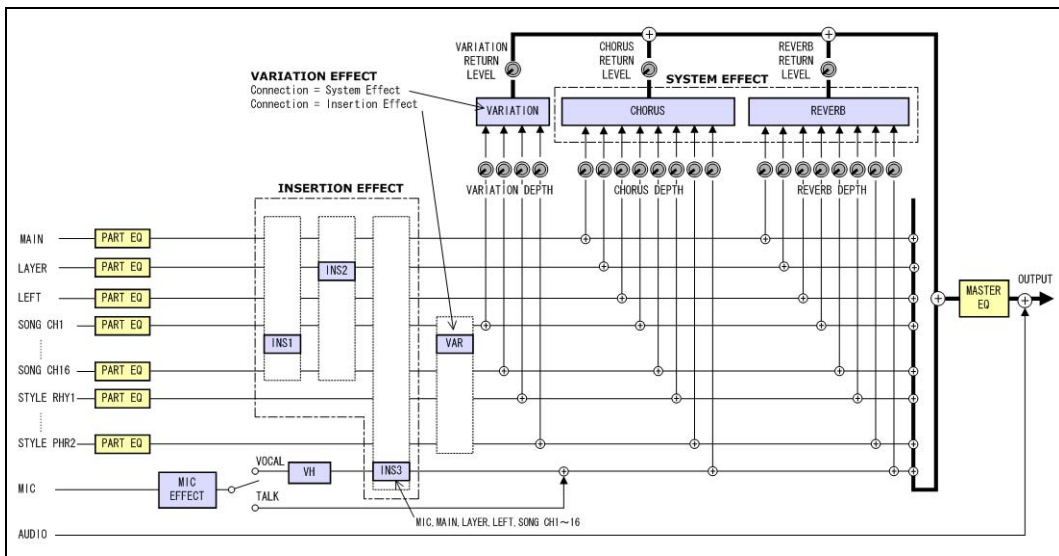 VARIATION
RETURN
LEVEL
CHORUS
RETURN
LEVEL
REVERB
RETURN
LEVEL
SYSTEM EFFECT
VARIATION EFFECT
Connection = System Effect
Connection = Insertion Effect
VARIATION
CHORUS
REVERB
VARIATION DEPTH
CHORUS DEPTH
REVERB DEPTH
INSERTION EFFECT
MAIN
PART EQ
LAYER
PART EQ
INS2
LEFT
PART EQ
SONG CH1
PART EQ
INS1
VAR
SONG CH16
PART EQ
STYLE RHY1
PART EQ
STYLE PHR2
PART EQ
MASTER
EQ
OUTPUT
MIC
MIC
EFFECT
VOCAL
VH
INS3
TALK
MIC, MAIN, LAYER, LEFT, SONG CH1~16
AUDIO